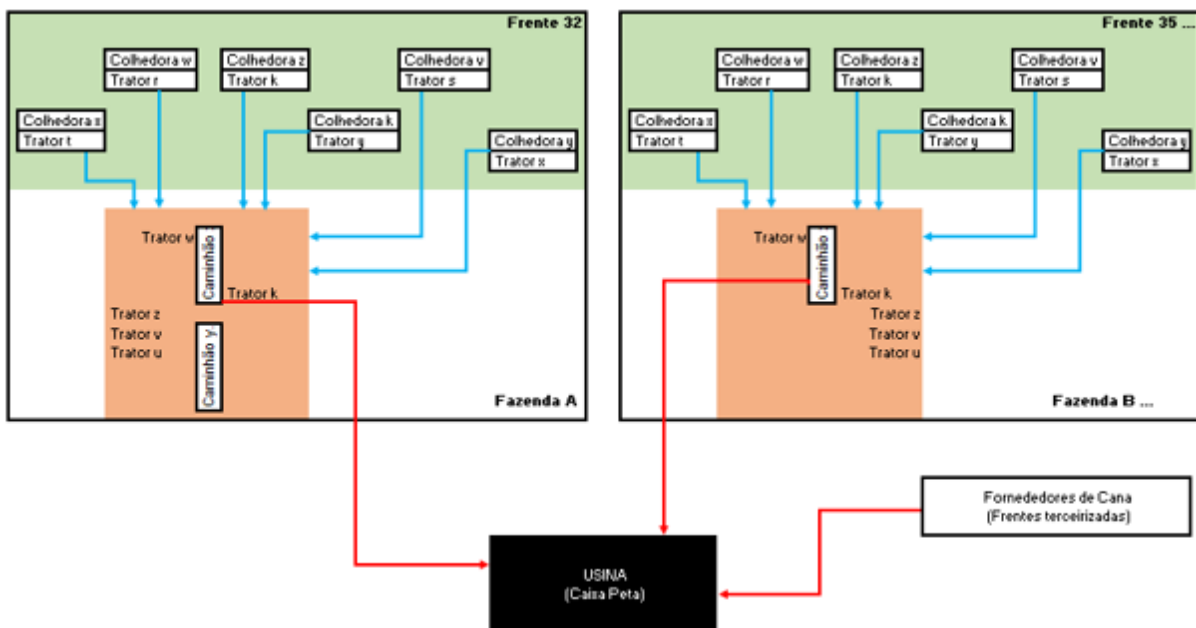 Frente 32
Colhedora w
Trator r
Colhedora z
Trator k
Colhedora v
Trator s
Colhedora x
Trator t
Colhedora k
Trator y
Colhedora y
Trator x
Trator w
Caminhão
Trator k
Trator z
Trator v
Trator u
Caminhão y
Fazenda A
Frente 35 ...
Colhedora w
Trator r
Colhedora z
Trator k
Colhedora v
Trator s
Colhedora x
Trator t
Colhedora k
Trator y
Colhedora y
Trator x
Trator w
Caminhão
Trator k
Trator z
Trator v
Trator u
Fazenda B ...
Fornededores de Cana
(Frentes terceirizadas)
USINA
(Caixa Peta)